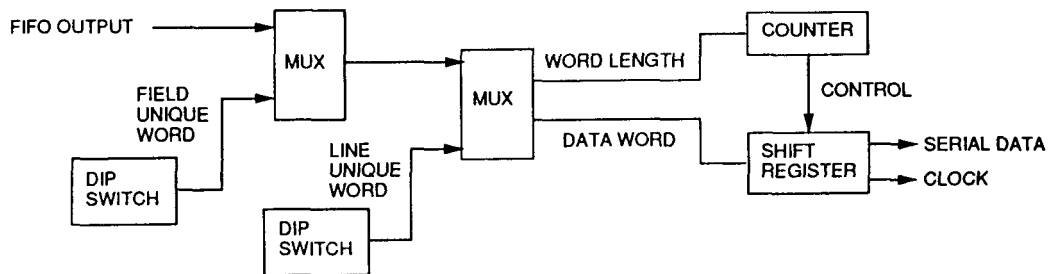 FIFO OUTPUT
MUX
FIELD
UNIQUE
WORD
DIP
SWITCH
MUX
LINE
UNIQUE
WORD
DIP
SWITCH
WORD LENGTH
DATA WORD
COUNTER
CONTROL
SHIFT
REGISTER
SERIAL DATA
CLOCK